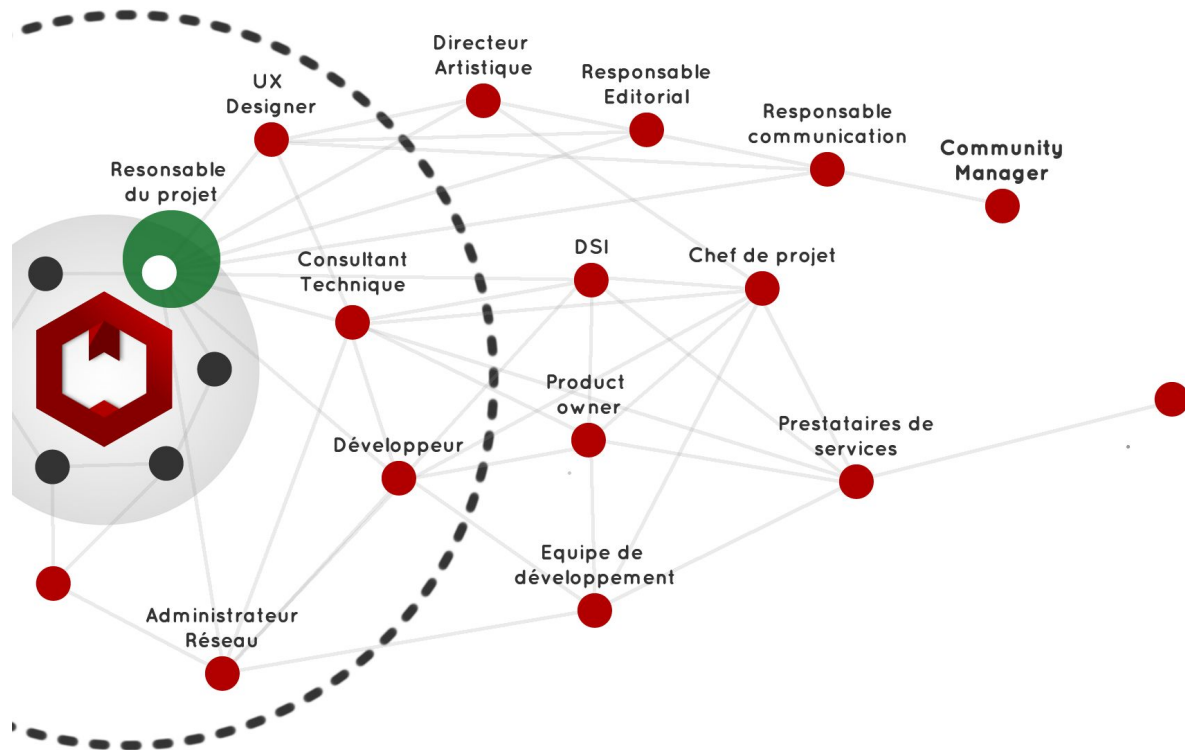 Directeur
Artistique
Responsable
Editorial
UX
Designer
Responsable
communication
Community
Manager
Resonsable
du projet
Consultant
Technique
DSI
Chef de projet
Product
owner
Prestataires de
services
Développeur
Equipe de
développement
Administrateur
Réseau